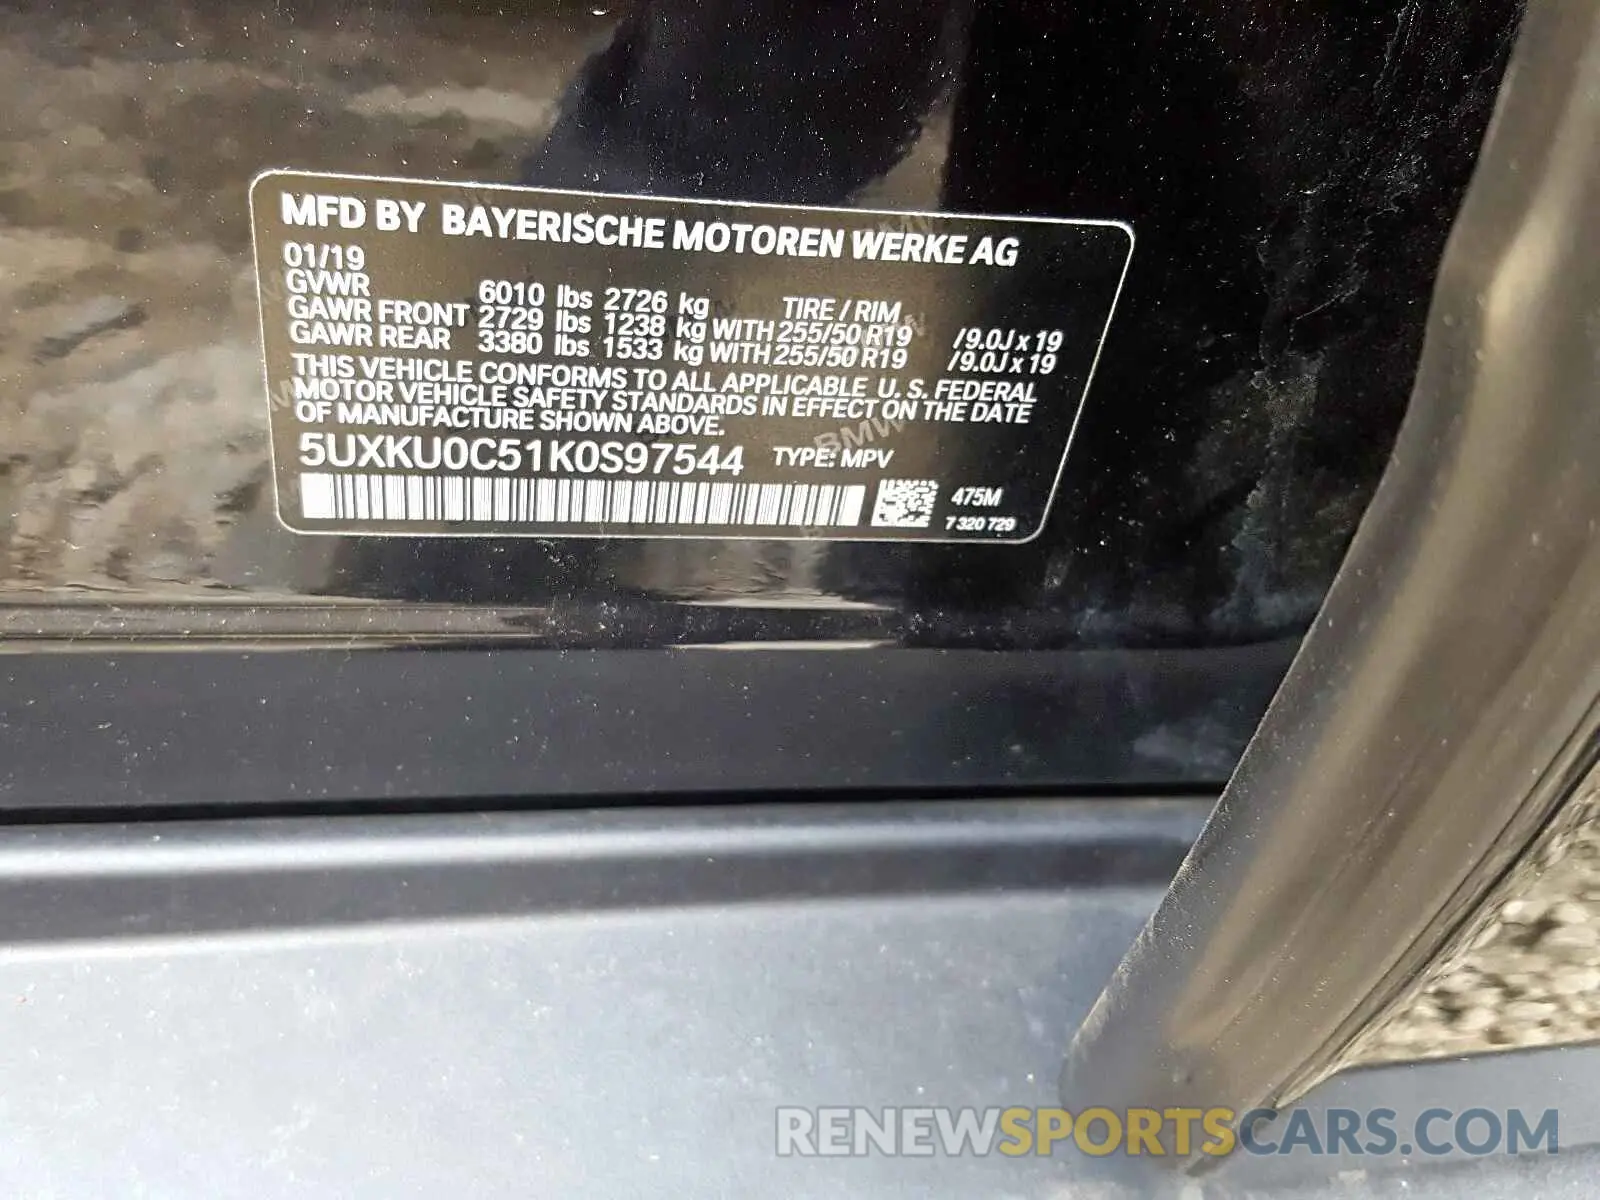 MFD BY BAYERISCHE MOTOREN WERKE AG
01/19
GVWR 6010 lbs 2726 kg TIRE / RIM
GAWR FRONT 2729 lbs 1238 kg WITH 255/50 R19 /9.0J x 19
GAWR REAR 3380 lbs 1533 kg WITH 255/50 R19 /9.0J x 19
THIS VEHICLE CONFORMS TO ALL APPLICABLE U.S. FEDERAL
MOTOR VEHICLE SAFETY STANDARDS IN EFFECT ON THE DATE
OF MANUFACTURE SHOWN ABOVE.
5UXKU0C51K0S97544 TYPE: MPV
475M
7 320 729
BMW
RENEWSPORTSCARS.COM